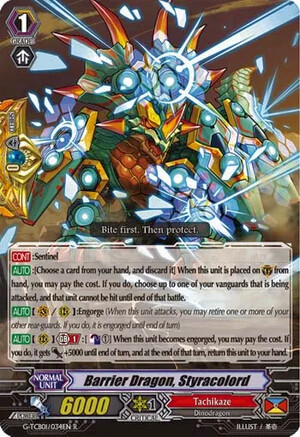 1
GRADE
Bite first. Then protect.
CONT :Sentinel
AUTO :[Choose a card from your hand, and discard it] When this unit is placed on from
hand, you may pay the cost. If you do, choose up to one of your vanguards that is being
attacked, and that unit cannot be hit until end of that battle.
AUTO :Engorge (When this unit attacks, you may retire one or more of your
other rear-guards. If you do, it is engorged until end of turn)
AUTO 1 When this unit becomes engorged, you may pay the cost. If
you do, it gets +5000 until end of turn, and at the end of that turn, return this unit to hand.
NORMAL
UNIT
Barrier Dragon, Styracolord
6000
1
CRITICAL
Tachikaze
Dinodragon
G-TCB01/034EN R
ILLUST / 茶壱